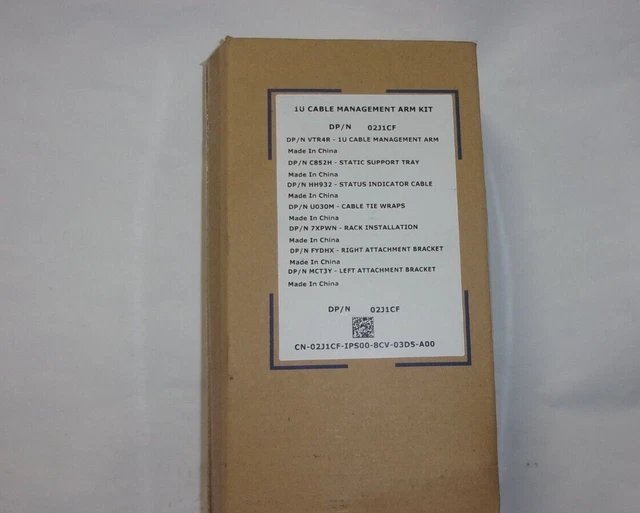 1U CABLE MANAGEMENT ARM KIT
DP/N 02J1CF
DP/N VTR4R - 1U CABLE MANAGEMENT ARM
Made In China
DP/N C852H - STATIC SUPPORT TRAY
Made In China
DP/N HH932 - STATUS INDICATOR CABLE
Made In China
DP/N U030M - CABLE TIE WRAPS
Made In China
DP/N 7XPWN - RACK INSTALLATION
Made In China
DP/N FYDHX - RIGHT ATTACHMENT BRACKET
Made In China
DP/N MCT3Y - LEFT ATTACHMENT BRACKET
Made In China
DP/N 02J1CF
CN-02J1CF-IPS00-8CV-03D5-A00